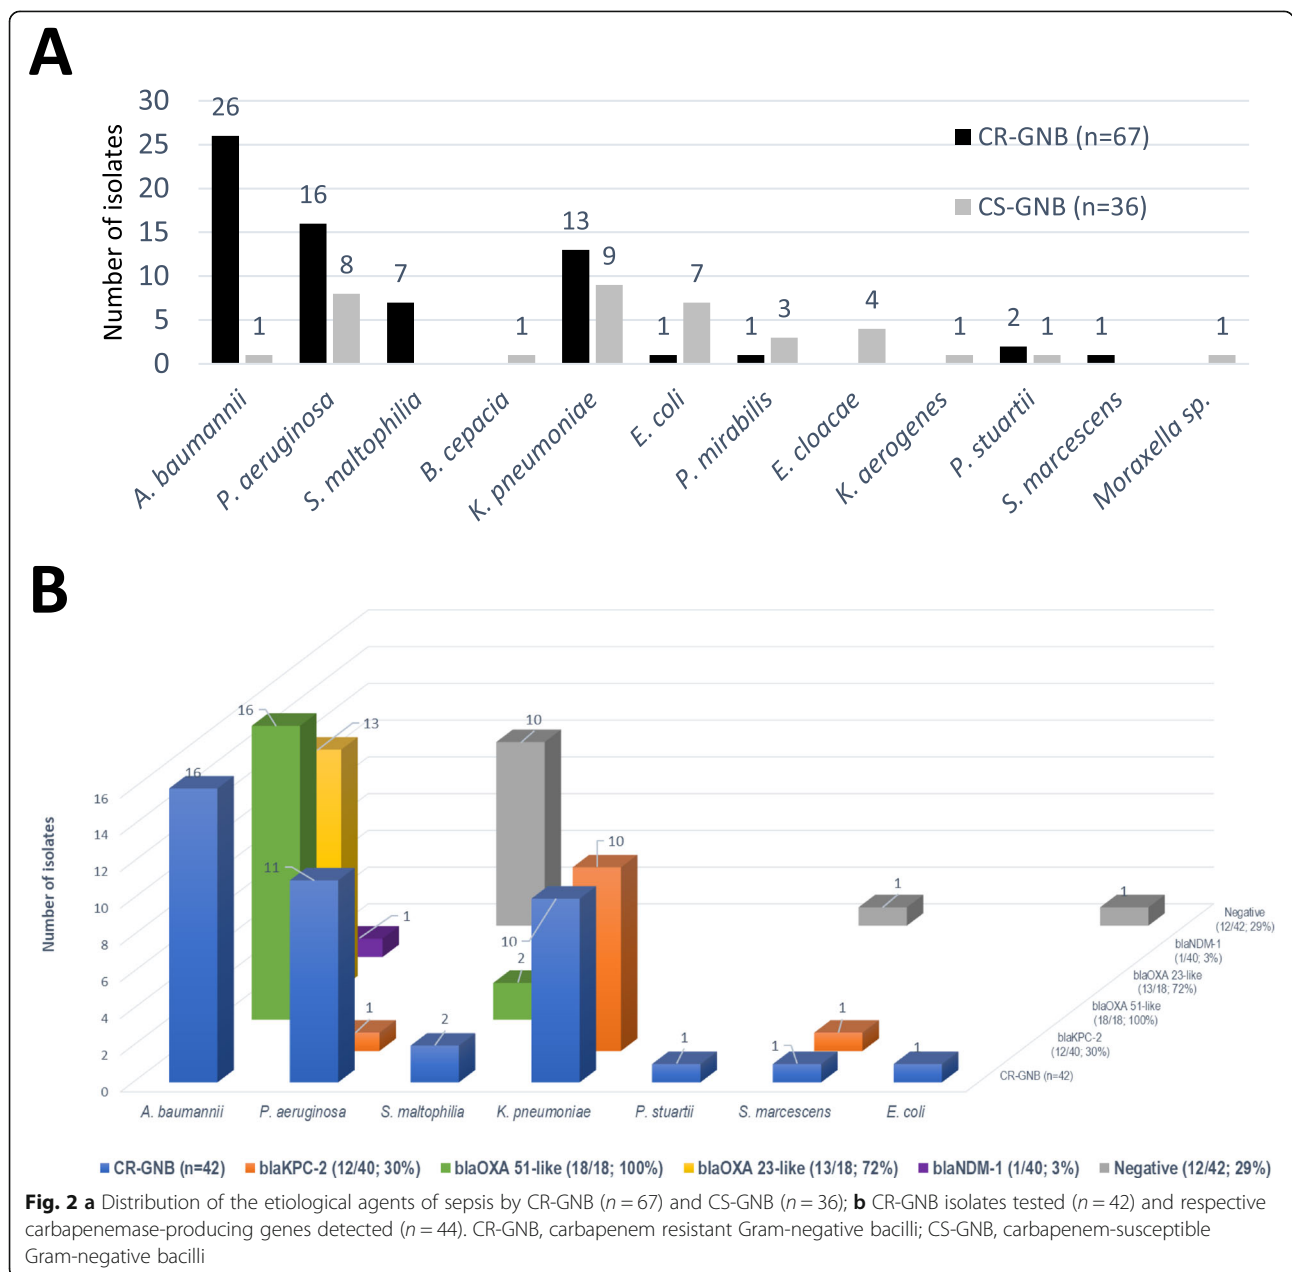 A
Number of isolates
30
25
20
15
10
5
0
26
1
16
8
7
1
13
9
1
7
1
3
4
1
2
1
1
1
CR-GNB (n=67)
CS-GNB (n=36)
A. baumannii
P. aeruginosa
S. maltophilia
B. cepacia
K. pneumoniae
E. coli
P. mirabilis
E. cloacae
K. aerogenes
P. stuartii
S. marcescens
Moraxella sp.
B
Number of isolates
16
14
12
10
8
6
4
2
0
16
16
13
11
1
1
2
10
2
10
10
1
1
1
1
1
1
Negative
(12/42; 29%)
blaNDM-1
(1/40; 3%)
blaOXA 23-like
(13/18; 72%)
blaOXA 51-like
(18/18; 100%)
blaKPC-2
(12/40; 30%)
CR-GNB (n=42)
A. baumannii
P. aeruginosa
S. maltophilia
K. pneumoniae
P. stuartii
S. marcescens
E. coli
CR-GNB (n=42) blaKPC-2 (12/40; 30%) blaOXA 51-like (18/18; 100%) blaOXA 23-like (13/18; 72%) blaNDM-1 (1/40; 3%) Negative (12/42; 29%)
Fig. 2 a Distribution of the etiological agents of sepsis by CR-GNB (n = 67) and CS-GNB (n = 36); b CR-GNB isolates tested (n = 42) and respective
carbapenemase-producing genes detected (n = 44). CR-GNB, carbapenem resistant Gram-negative bacilli; CS-GNB, carbapenem-susceptible
Gram-negative bacilli